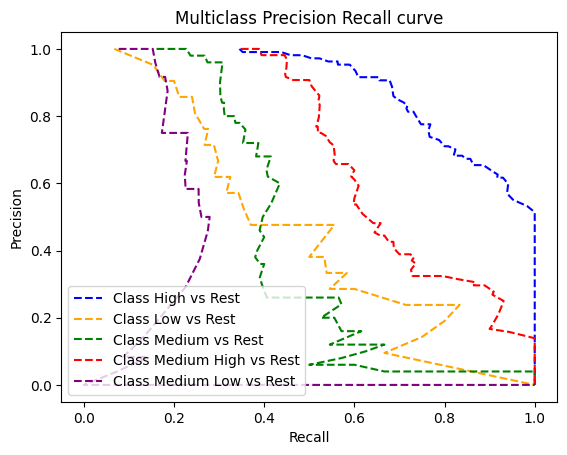 Multiclass Precision Recall curve
Precision
1.0
0.8
0.6
0.4
0.2
0.0
Class High vs Rest
Class Low vs Rest
Class Medium vs Rest
Class Medium High vs Rest
Class Medium Low vs Rest
0.0 0.2 0.4 0.6 0.8 1.0
Recall